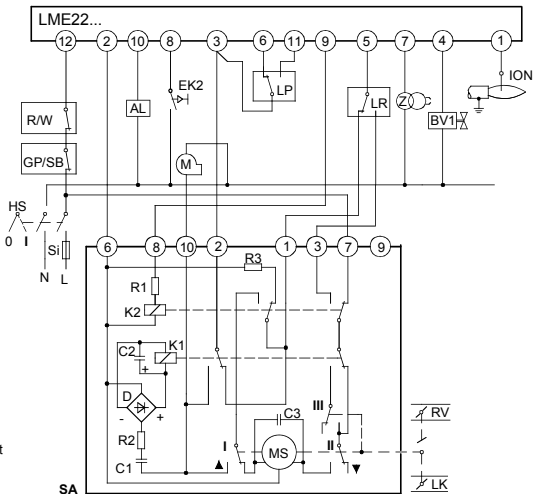 LME22...
12 2 10 8 3 6 11 9 5 7 4 1
ION
EK2
LP
LR
Z
AL
BV1
R/W
M
GP/SB
HS
0 I
Si
N L
6 8 10 2 1 3 7 9
R3
R1
K2
K1
C2
+
D
- +
C3
III
RV
R2
I
MS
II
t
C1
LK
SA